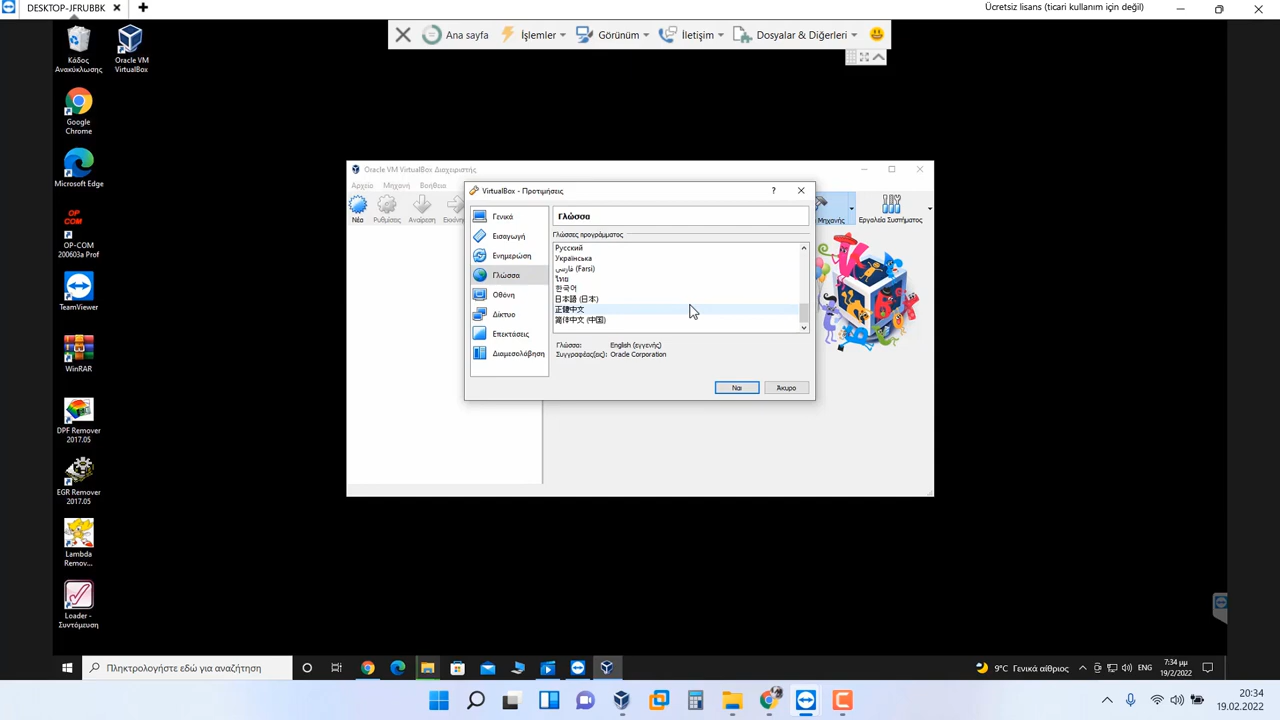 DESKTOP-JFRUBBK
Ücretsiz lisans (ticari kullanım için değil)
Ana sayfa
İşlemler
Görünüm
İletişim
Dosyalar & Diğerleri
Κάδος
Ανακύκλωσης
Oracle VM
VirtualBox
Google
Chrome
Microsoft Edge
OP
COM
OP-COM
200603a Prof
TeamViewer
WinRAR
DPF Remover
2017.05
EGR Remover
2017.05
Lambda
Remov...
Loader -
Συντόμευση
Oracle VM VirtualBox Διαχειριστής
Αρχείο
Μηχανή
Βοήθεια
Νέα
Ρυθμίσεις
Αναίρεση
Μηχανής
Εργαλεία Συστήματος
VirtualBox - Προτιμήσεις
?
Γενικά
Εισαγωγή
Ενημέρωση
Γλώσσα
Οθόνη
Δίκτυο
Επεκτάσεις
Διαμεσολάβηση
Γλώσσα
Γλώσσες προγράμματος
Русский
Українська
فارسی (Farsi)
ไทย
한국어
日本語 (日本)
正體中文
简体中文 (中国)
Γλώσσα: English (εγγενής)
Συγγραφέας(εις): Oracle Corporation
Ναι
Άκυρο
Πληκτρολογήστε εδώ για αναζήτηση
9°C Γενικά αίθριος
ENG
7:34 μμ
19/2/2022
20:34
19.02.2022